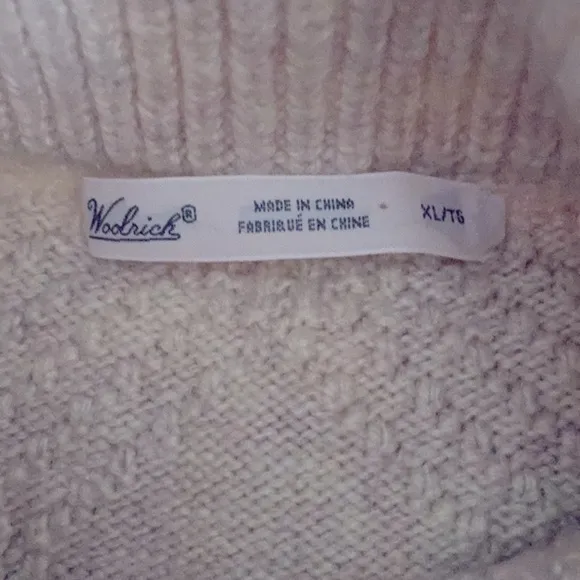 Woolrich®
MADE IN CHINA
FABRIQUÉ EN CHINE
XL/TG